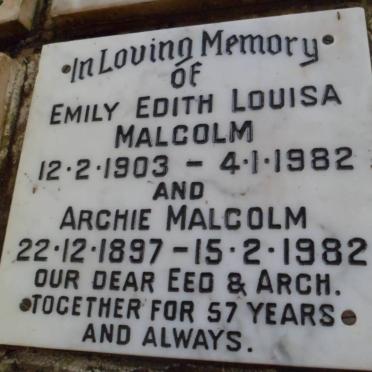 In Loving Memory
OF
EMILY EDITH LOUISA
MALCOLM
12·2·1903 – 4·1·1982
AND
ARCHIE MALCOLM
22·12·1897 – 15·2·1982
OUR DEAR EED & ARCH.
TOGETHER FOR 57 YEARS
AND ALWAYS.